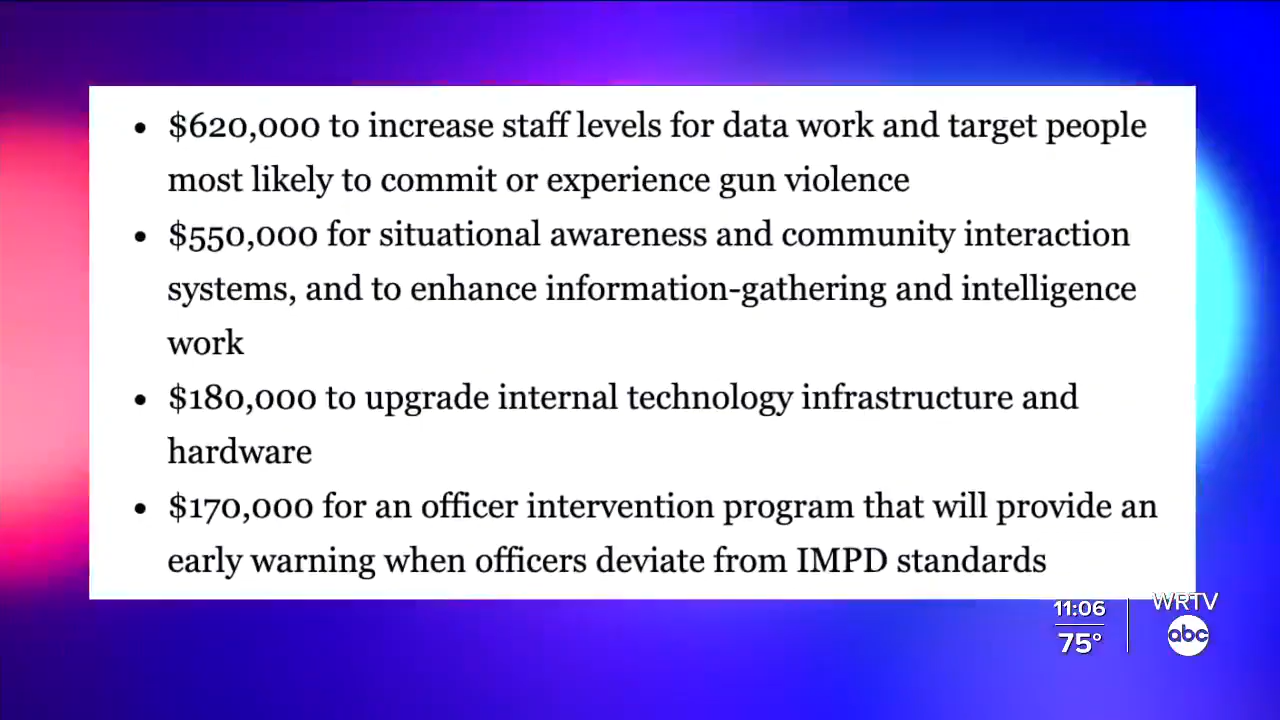 • $620,000 to increase staff levels for data work and target people
most likely to commit or experience gun violence
• $550,000 for situational awareness and community interaction
systems, and to enhance information-gathering and intelligence
work
• $180,000 to upgrade internal technology infrastructure and
hardware
• $170,000 for an officer intervention program that will provide an
early warning when officers deviate from IMPD standards
11:06
75°
WRTV
abc